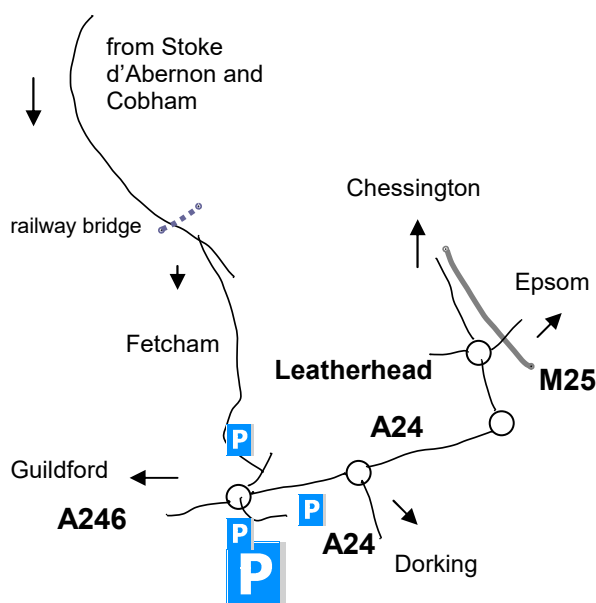 from Stoke
d'Abernon and
Cobham
Chessington
railway bridge
Epsom
Fetcham
Leatherhead
M25
A24
P
Guildford
P
A246
P
A24
Dorking
P